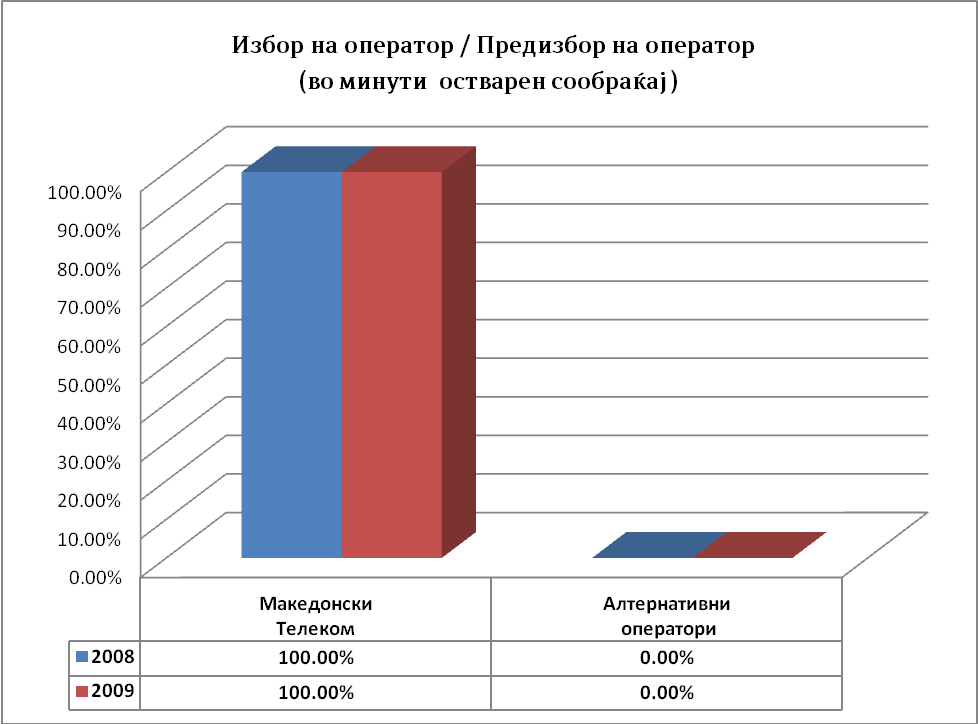 Избор на оператор / Предизбор на оператор
(во минути остварен сообраќај)
100.00%
90.00%
80.00%
70.00%
60.00%
50.00%
40.00%
30.00%
20.00%
10.00%
0.00%
Македонски Телеком
Алтернативни оператори
2008 100.00% 0.00%
2009 100.00% 0.00%